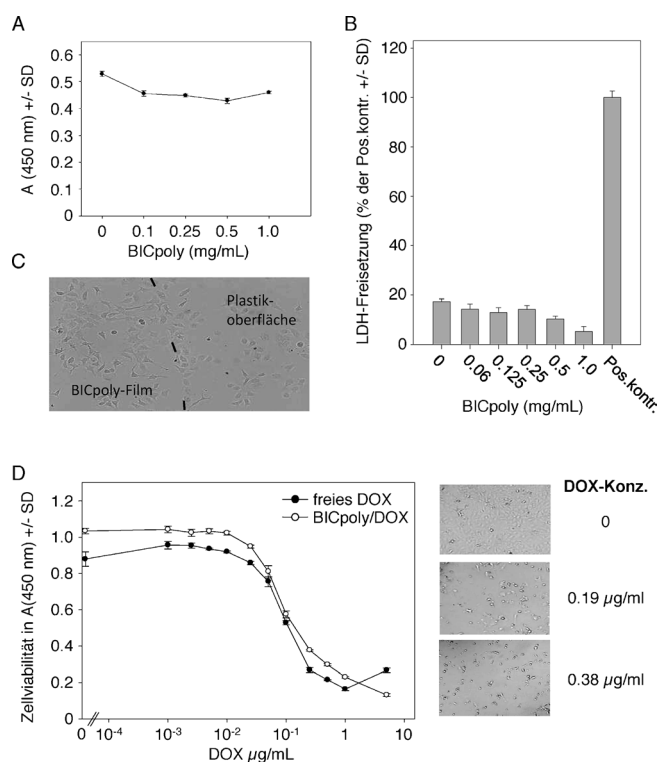 A
A (450 nm) +/- SD
0.6
0.5
0.4
0.3
0.2
0.1
0
0 0.1 0.25 0.5 1.0
BICpoly (mg/mL)
B
LDH-Freisetzung (% der Pos.kontr. +/- SD)
120
100
80
60
40
20
0
0 0.06 0.125 0.25 0.5 1.0 Pos.kontr.
BICpoly (mg/mL)
C
Plastik-
oberfläche
BICpoly-Film
D
Zellviabilität in A(450 nm) +/- SD
1.2
1.0
0.8
0.6
0.4
0.2
0
freies DOX
BICpoly/DOX
0 10-4 10-3 10-2 10-1 1 10
DOX µg/mL
DOX-Konz.
0
0.19 µg/ml
0.38 µg/ml